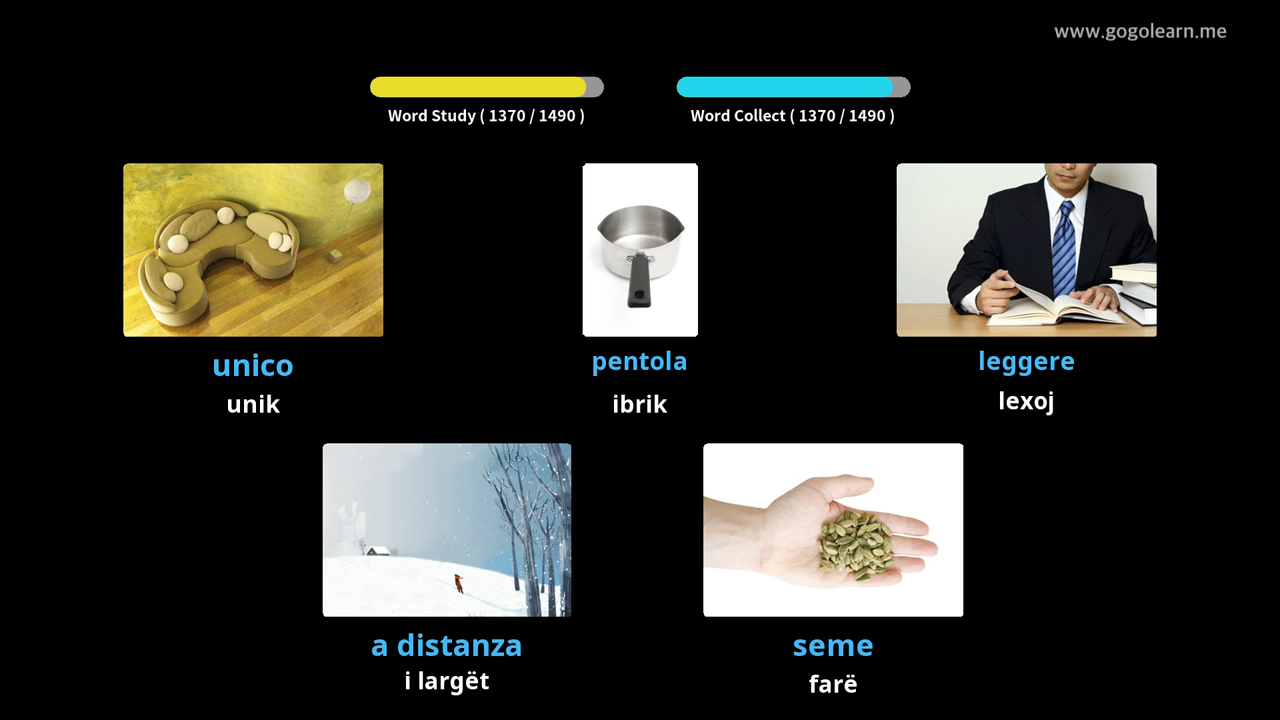 www.gogolearn.me
Word Study ( 1370 / 1490 )
Word Collect ( 1370 / 1490 )
unico
unik
pentola
ibrik
leggere
lexoj
a distanza
i largët
seme
farë